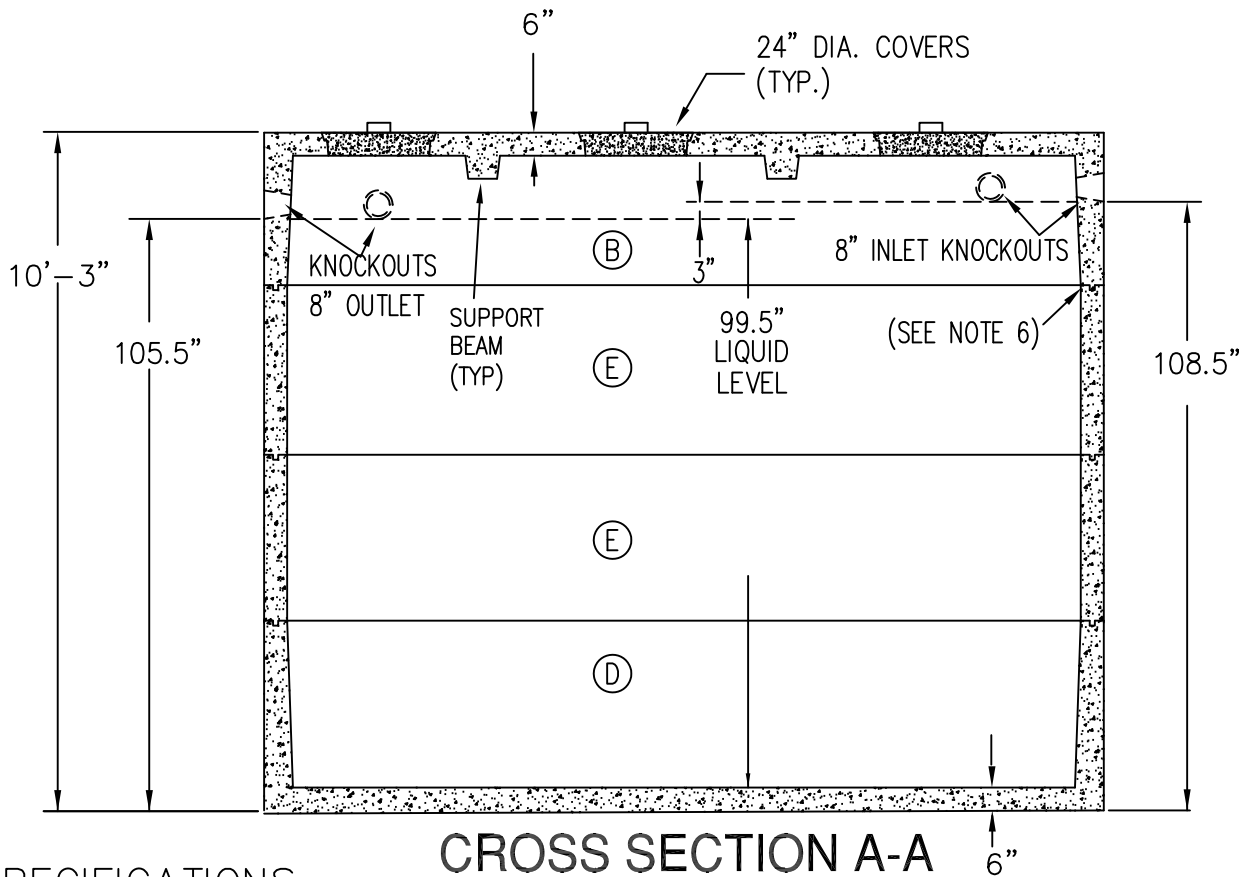 6”
24” DIA. COVERS
(TYP.)
10’-3”
105.5”
KNOCKOUTS
8” OUTLET
SUPPORT
BEAM
(TYP)
B
3”
99.5”
LIQUID
LEVEL
8” INLET KNOCKOUTS
(SEE NOTE 6)
108.5”
E
E
D
CROSS SECTION A-A
6”